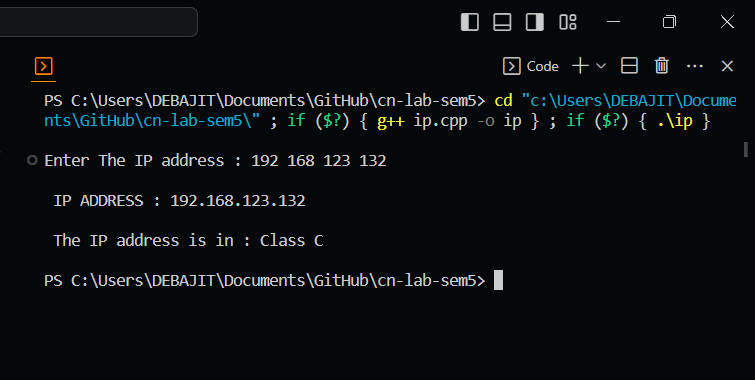 Code
PS C:\Users\DEBAJIT\Documents\GitHub\cn-lab-sem5> cd "c:\Users\DEBAJIT\Docume
nts\GitHub\cn-lab-sem5\" ; if ($?) { g++ ip.cpp -o ip } ; if ($?) { .\ip }
Enter The IP address : 192 168 123 132
IP ADDRESS : 192.168.123.132
The IP address is in : Class C
PS C:\Users\DEBAJIT\Documents\GitHub\cn-lab-sem5>